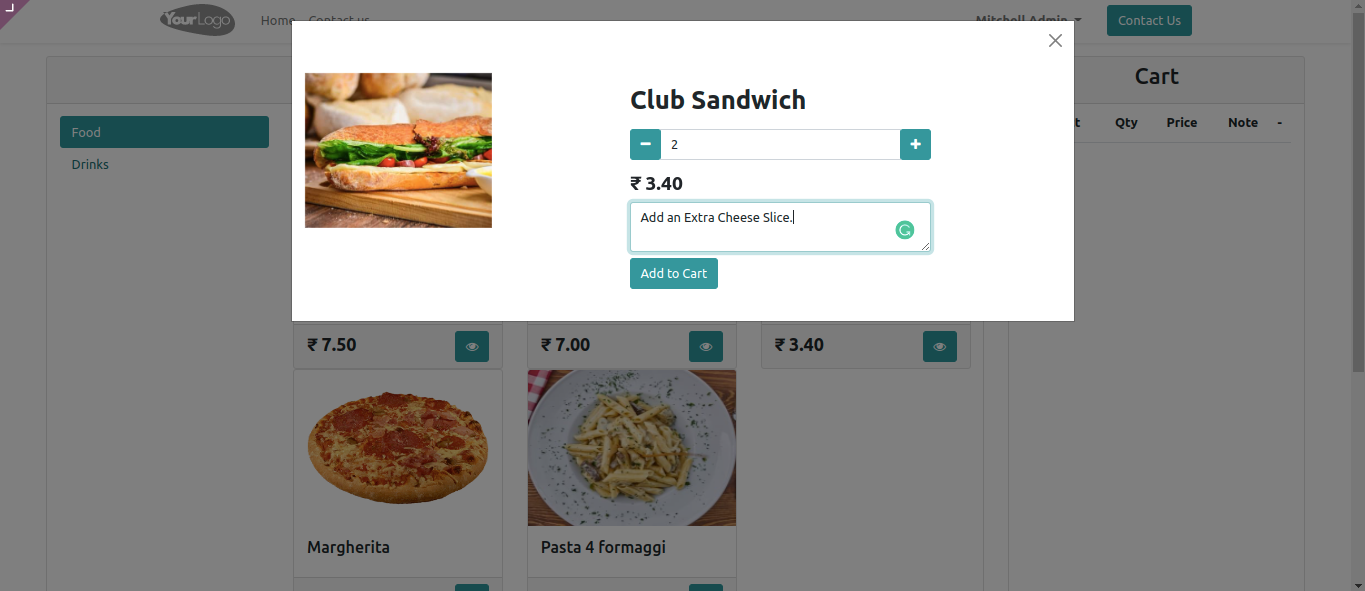 YourLogo
Home
Contact us
Mitchell Admin
Contact Us
Club Sandwich
2
₹ 3.40
Add an Extra Cheese Slice.
Add to Cart
Food
Drinks
₹ 7.50
₹ 7.00
₹ 3.40
Margherita
Pasta 4 formaggi
Cart
Qty Price Note -